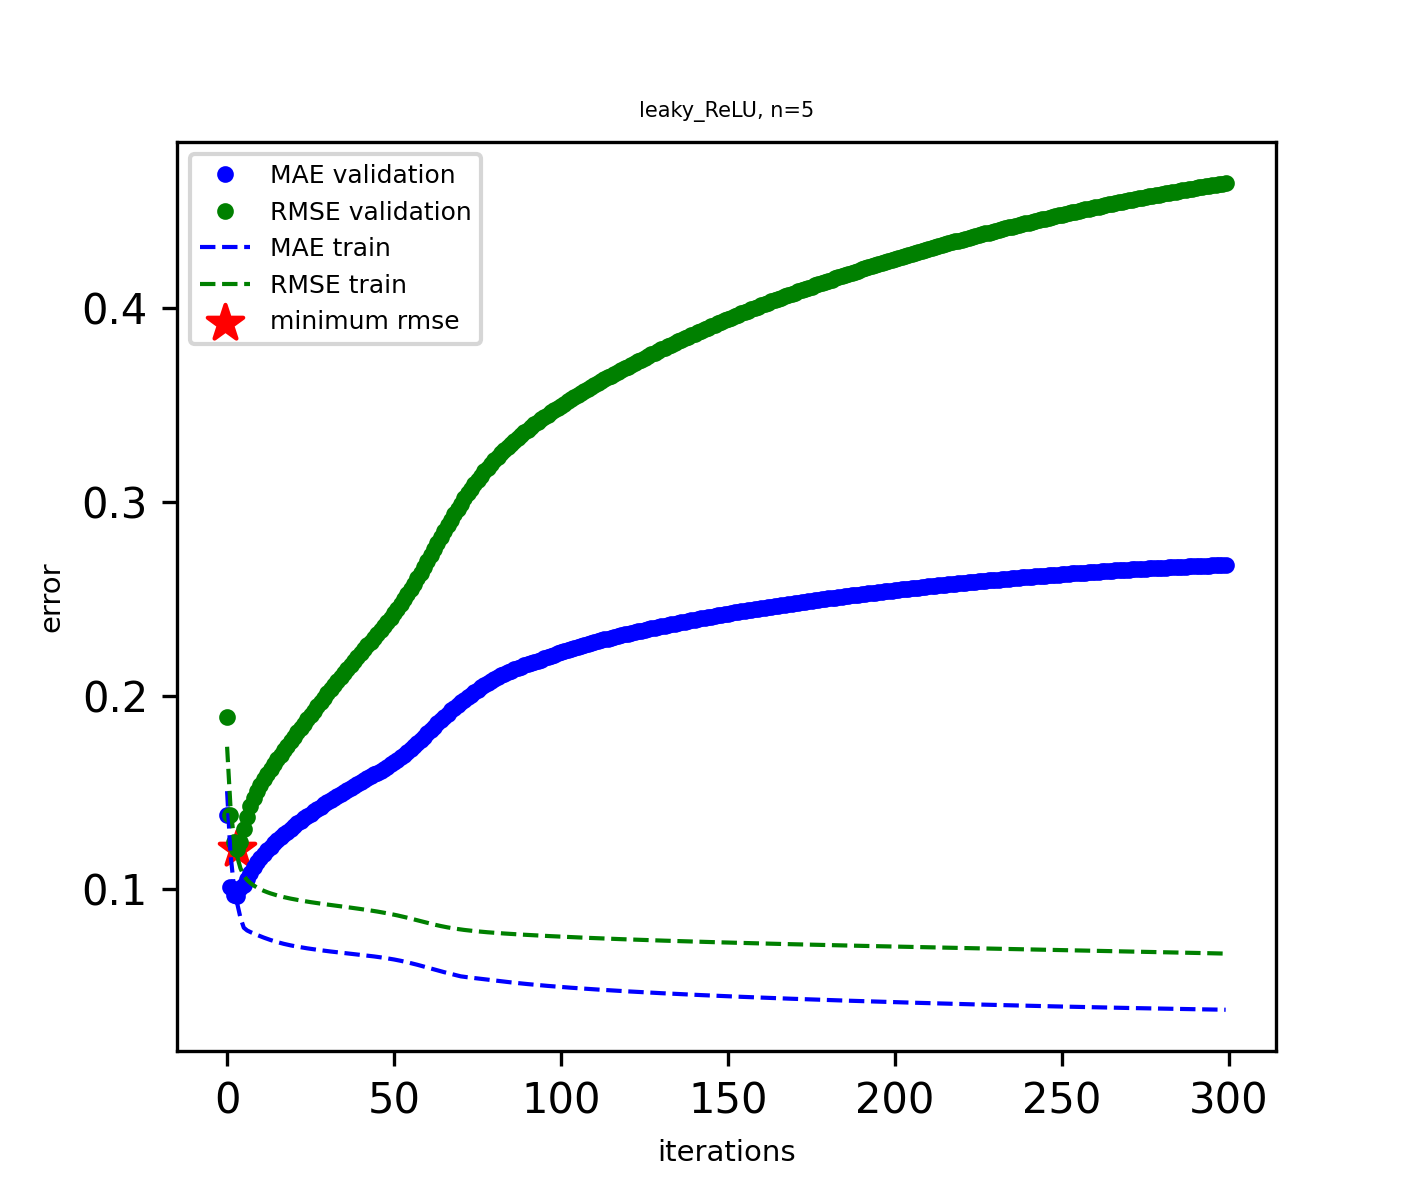 leaky_ReLU, n=5
MAE validation
RMSE validation
MAE train
RMSE train
minimum rmse
0.4
0.3
0.2
0.1
error
0 50 100 150 200 250 300
iterations